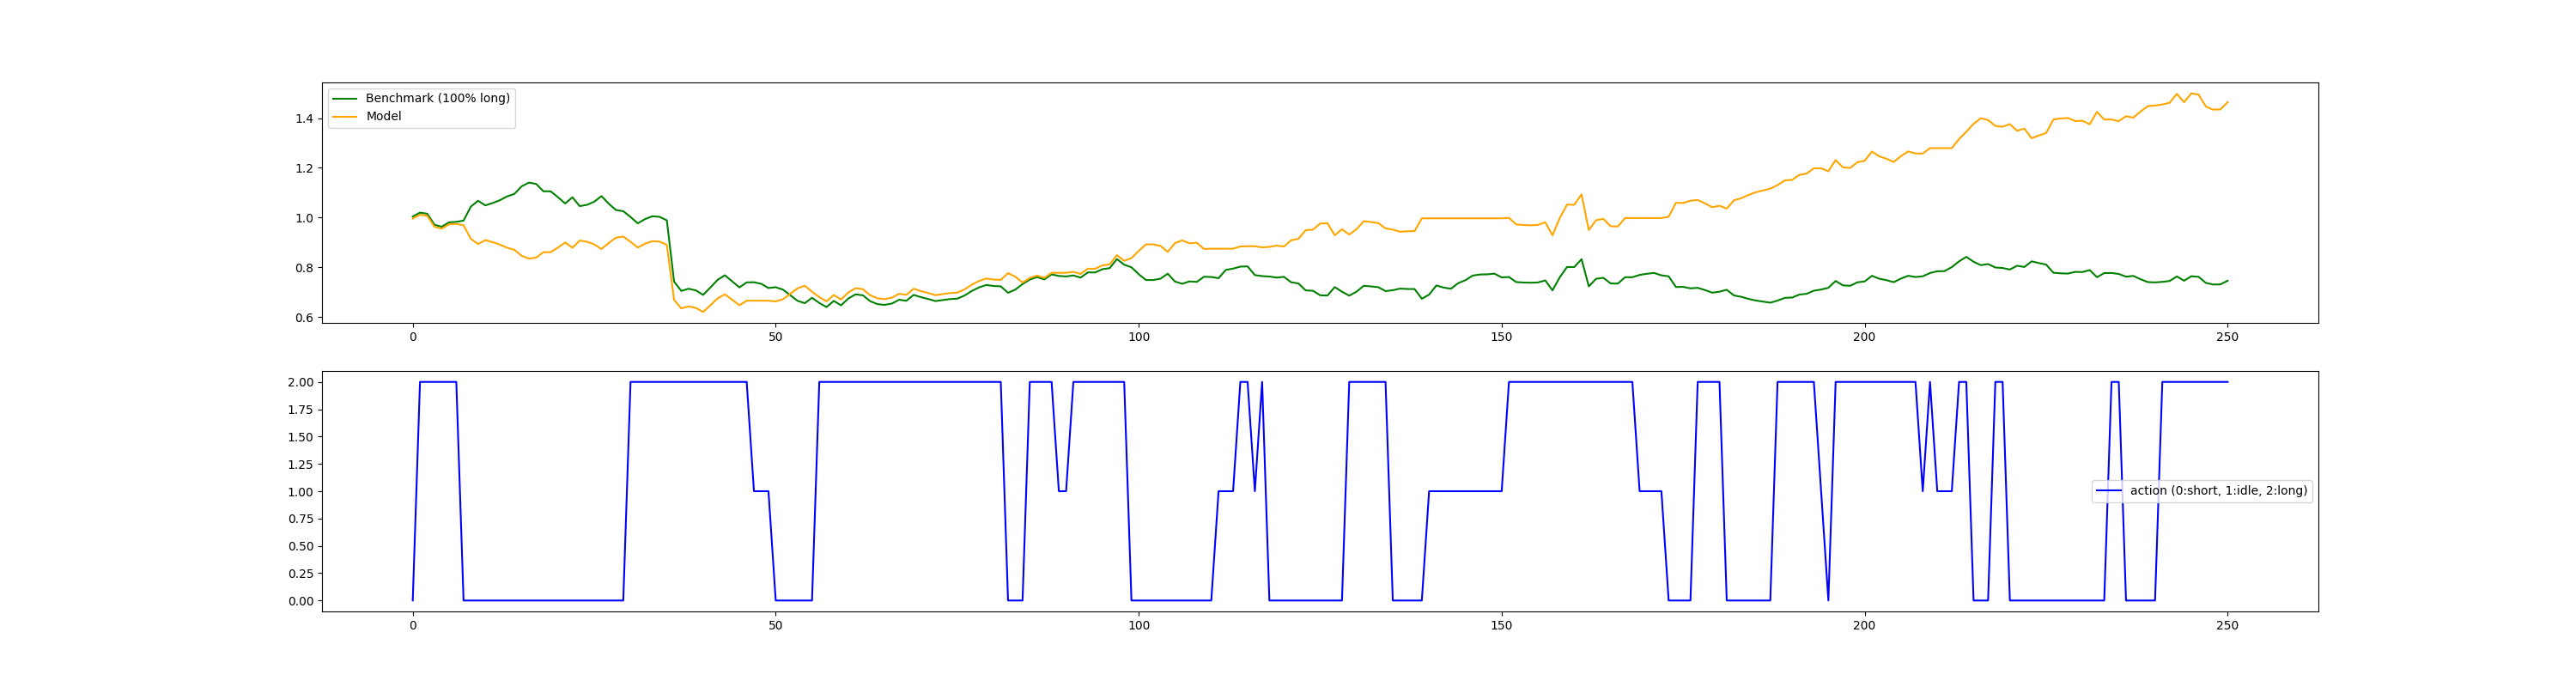 Benchmark (100% long)
Model
1.4
1.2
1.0
0.8
0.6
0 50 100 150 200 250
2.00
1.75
1.50
1.25
1.00
0.75
0.50
0.25
0.00
action (0:short, 1:idle, 2:long)
0 50 100 150 200 250